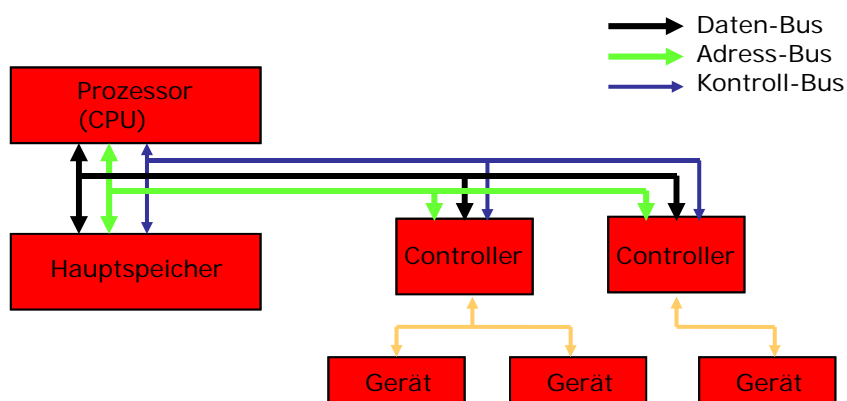 Daten-Bus
Adress-Bus
Kontroll-Bus
Prozessor
(CPU)
Hauptspeicher
Controller
Controller
Gerät
Gerät
Gerät